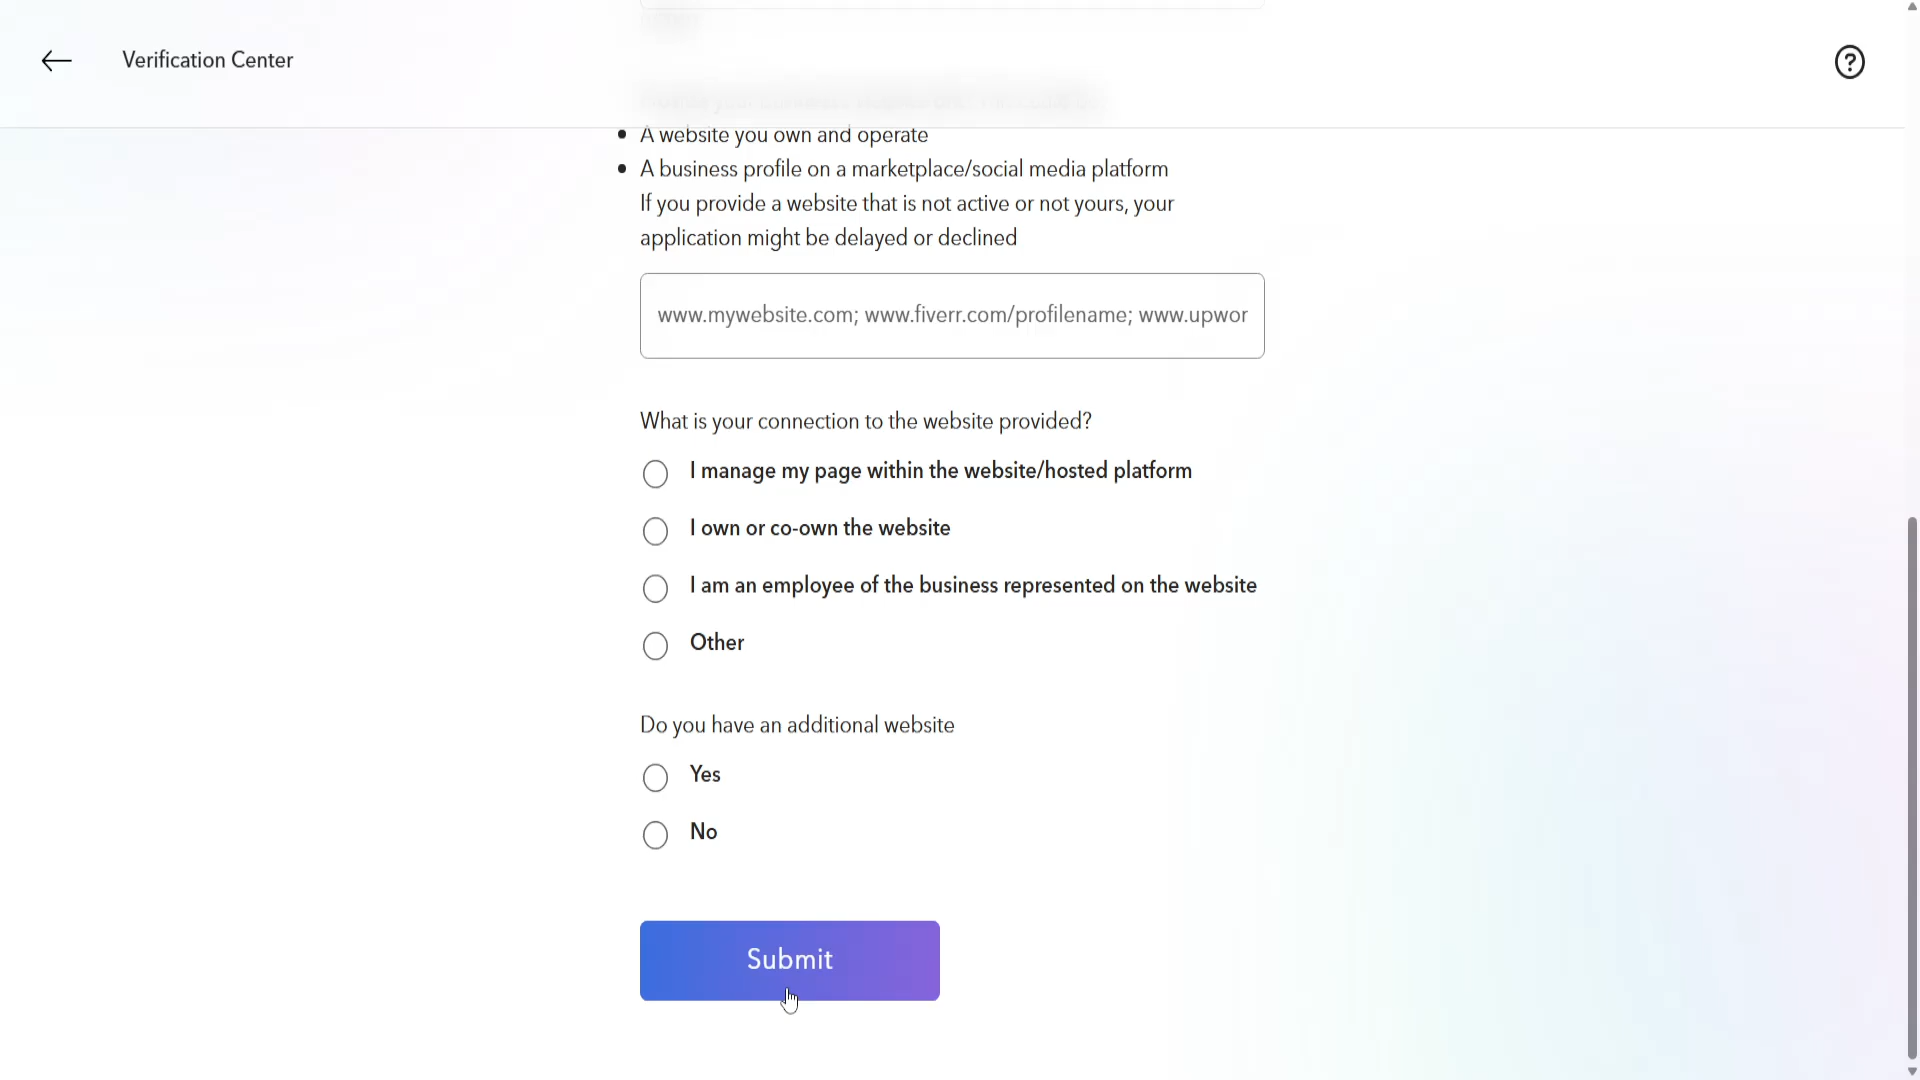 Verification Center
A website you own and operate
A business profile on a marketplace/social media platform
If you provide a website that is not active or not yours, your
application might be delayed or declined
www.mywebsite.com; www.fiverr.com/profilename; www.upwor
What is your connection to the website provided?
I manage my page within the website/hosted platform
I own or co-own the website
I am an employee of the business represented on the website
Other
Do you have an additional website
Yes
No
Submit